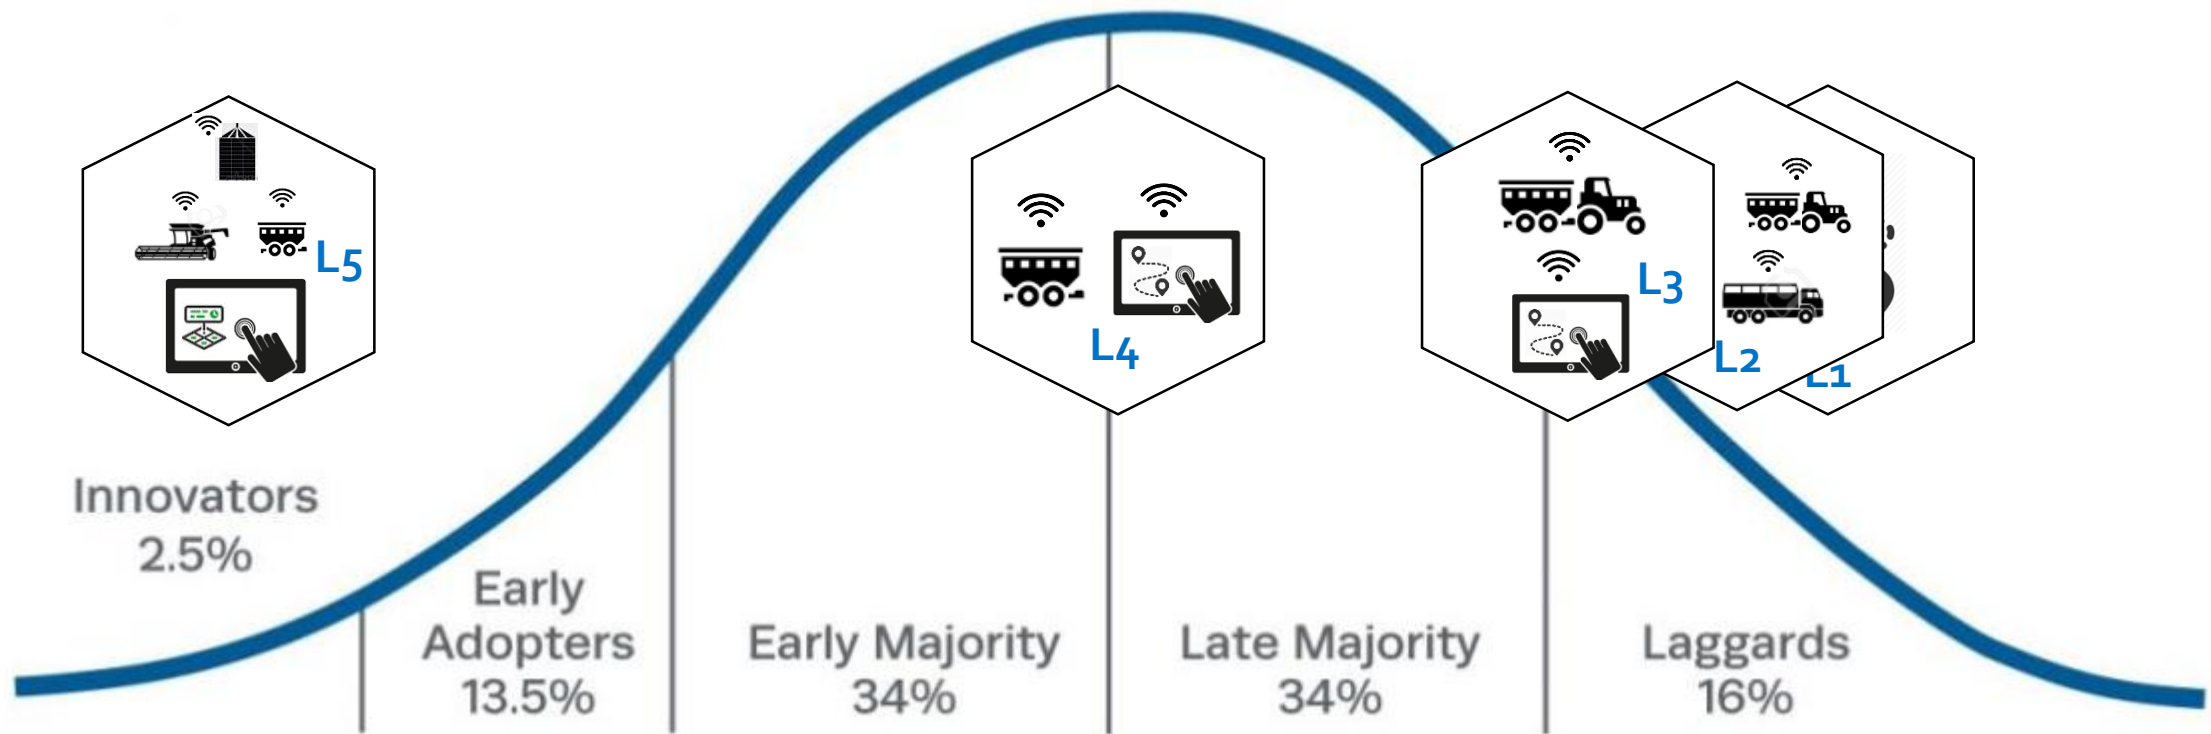 L5
L4
L3
L2
L1
Innovators
2.5%
Early
Adopters
13.5%
Early Majority
34%
Late Majority
34%
Laggards
16%